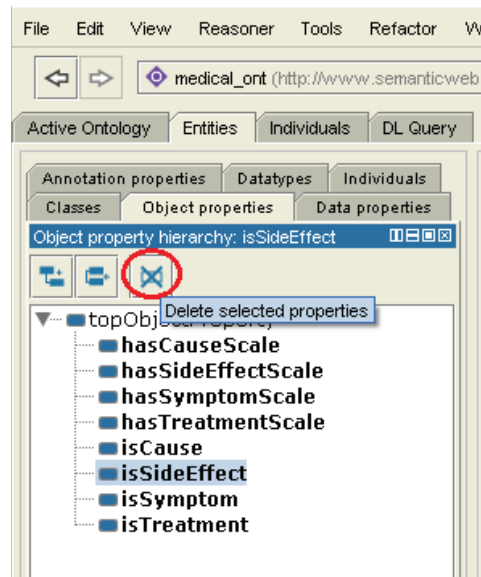 File Edit View Reasoner Tools Refactor
medical_ont (http://www.semanticweb
Active Ontology Entities Individuals DL Query
Annotation properties Datatypes Individuals
Classes Object properties Data properties
Object property hierarchy: isSideEffect
Delete selected properties
hasCauseScale
hasSideEffectScale
hasSymptomScale
hasTreatmentScale
isCause
isSideEffect
isSymptom
isTreatment